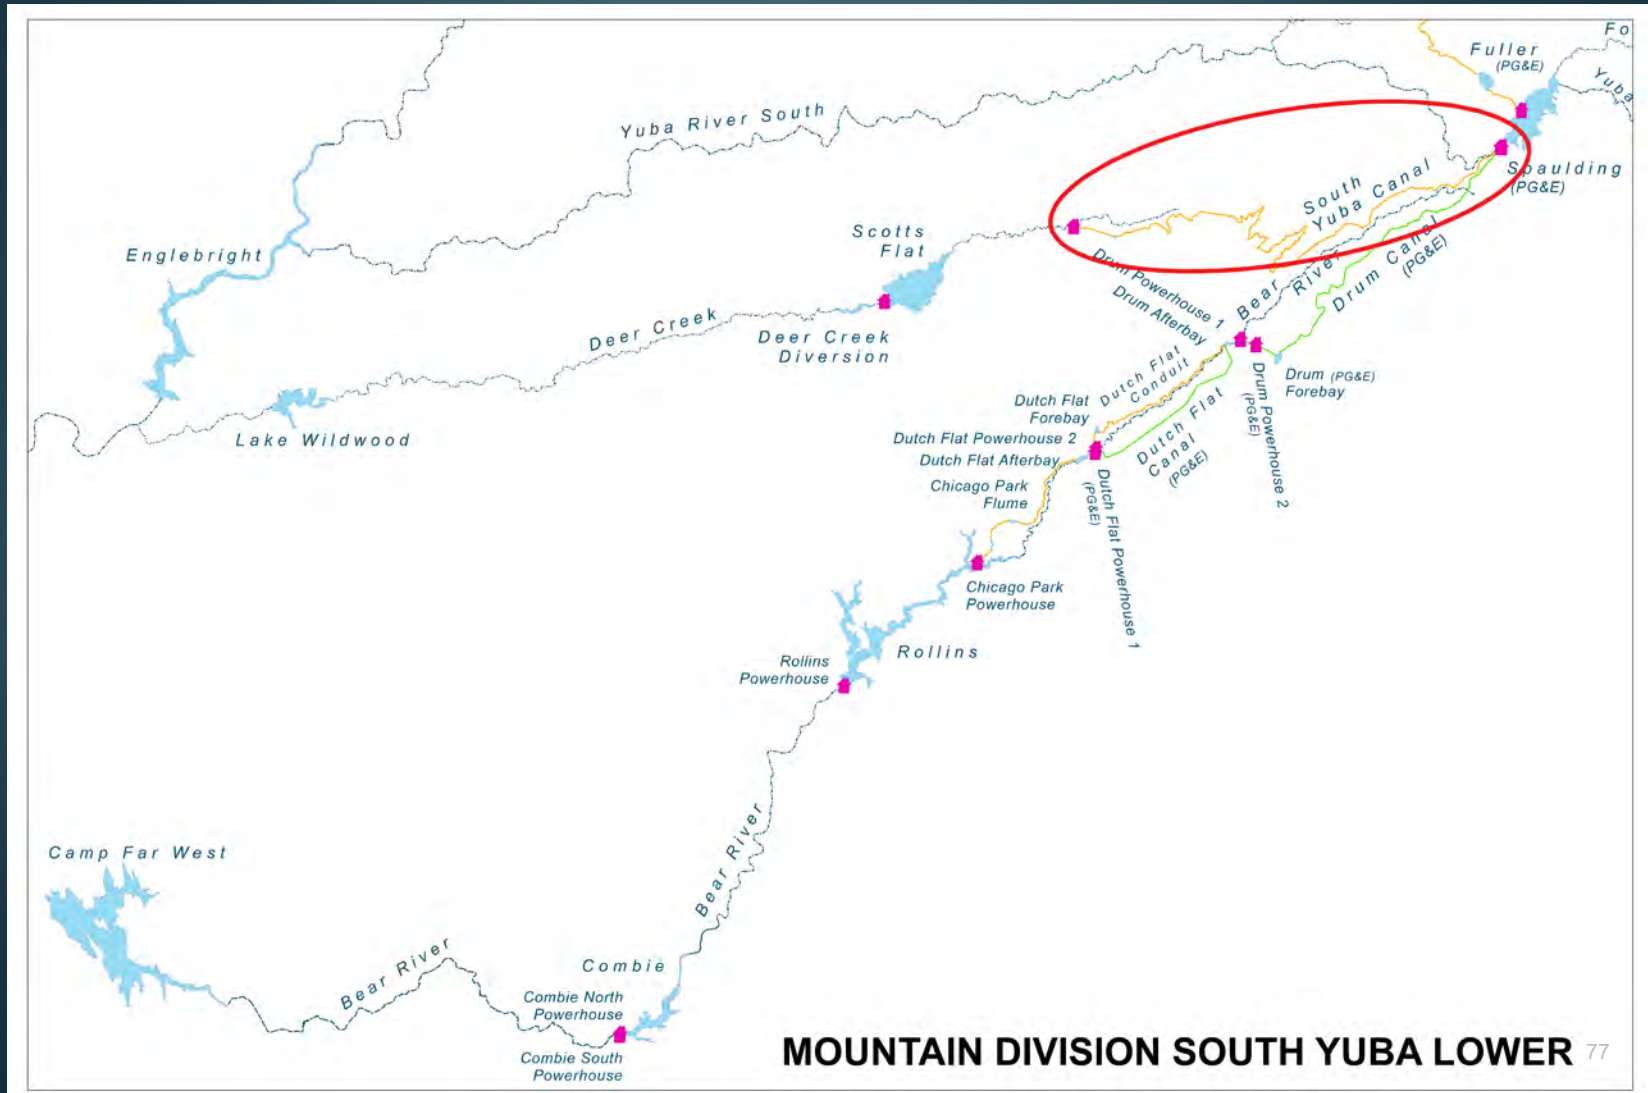 Fo
Fuller
(PG&E)
Yuba
Yuba River South
Spaulding
(PG&E)
South
Yuba Canal
Scotts
Flat
Englebright
Drum Canal
(PG&E)
Bear River
Drum Powerhouse 1
Drum Afterbay
Deer Creek
Deer Creek
Diversion
Dutch Flat
Conduit
Drum (PG&E)
Forebay
Drum Powerhouse 2
(PG&E)
Dutch Flat
Forebay
Dutch Flat
Canal
(PG&E)
Lake Wildwood
Dutch Flat Powerhouse 2
Dutch Flat Afterbay
Chicago Park
Flume
Dutch Flat Powerhouse 1
(PG&E)
Chicago Park
Powerhouse
Rollins
Rollins
Powerhouse
Bear River
Camp Far West
Bear River
Combie
Combie North
Powerhouse
Combie South
Powerhouse
MOUNTAIN DIVISION SOUTH YUBA LOWER
77